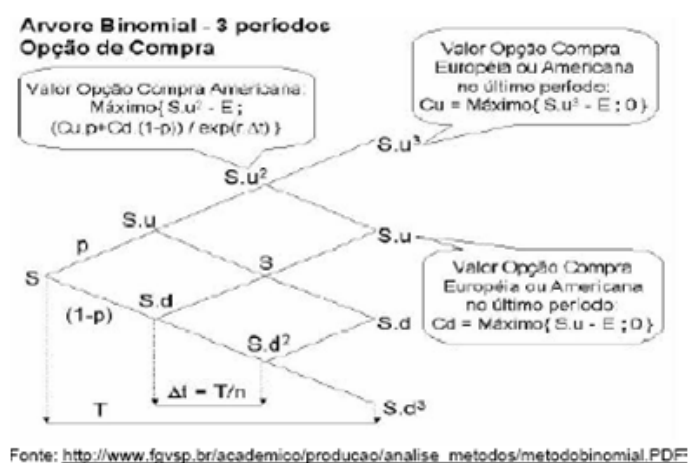 Arvore Binomial - 3 períodos
Opção de Compra
Valor Opção Compra Americana:
Máximo{ S.u² - E ;
(Cu.p+Cd.(1-p)) / exp(r.Δt) }
Valor Opção Compra
Européia ou Americana
no último período:
Cu = Máximo{ S.u³ - E ; 0 }
S.u³
S.u²
S.u
S.u
p
S
S
(1-p)
S.d
S.d
S.d²
S.d³
Valor Opção Compra
Européia ou Americana
no último período:
Cd = Máximo{ S.u - E ; 0 }
Δt = T/n
T
Fonte: http://www.fgvsp.br/academico/producao/analise_metodos/metodobinomial.PDF